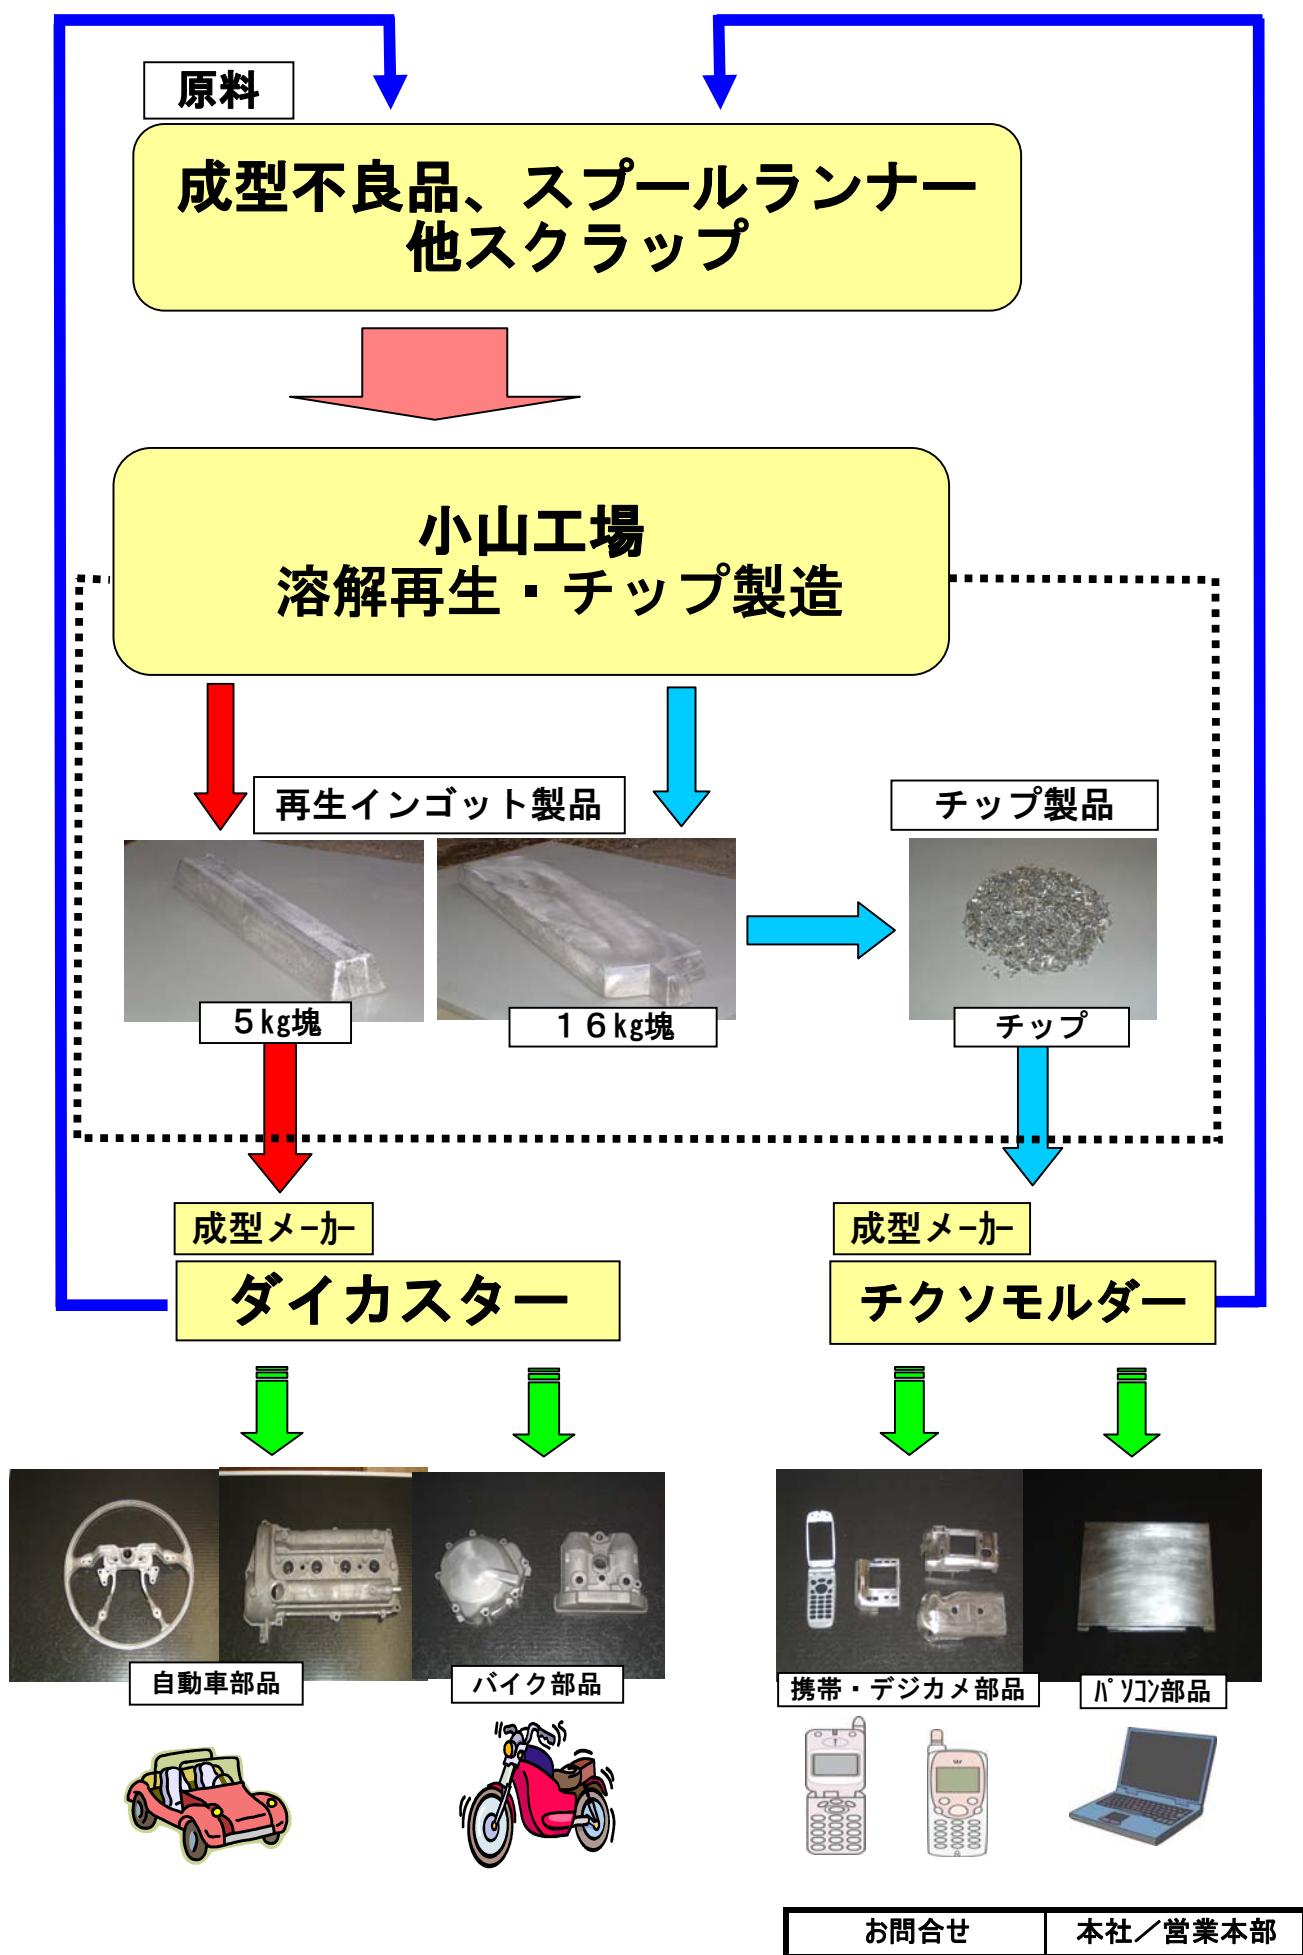 原料
成型不良品、スプールランナー
他スクラップ
小山工場
溶解再生・チップ製造
再生インゴット製品
チップ製品
５kg塊
１６kg塊
チップ
成型メーカー
成型メーカー
ダイカスター
チクソモルダー
自動車部品
バイク部品
携帯・デジカメ部品
パソコン部品
お問合せ
本社／営業本部